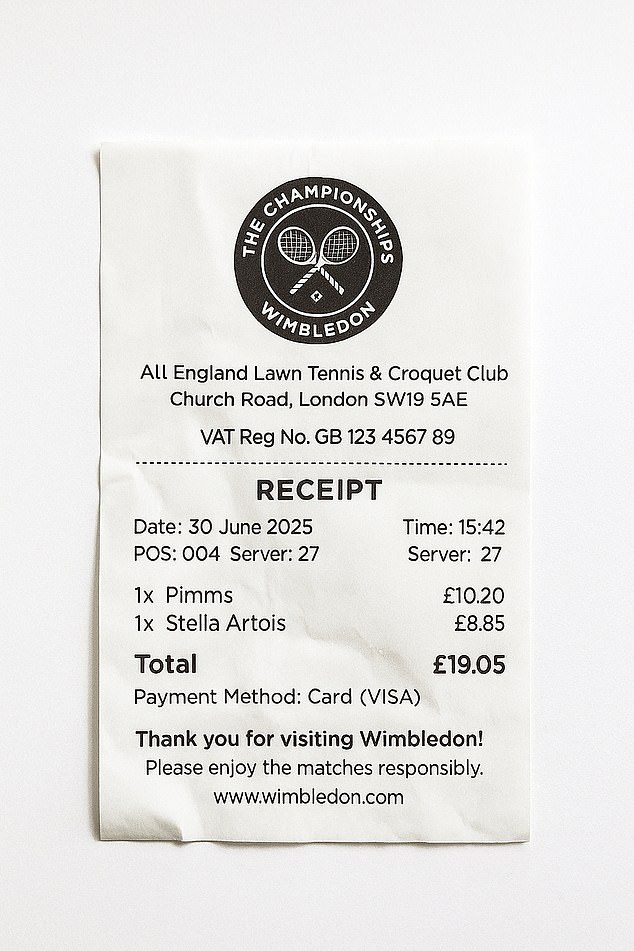 THE CHAMPIONSHIPS
WIMBLEDON
All England Lawn Tennis & Croquet Club
Church Road, London SW19 5AE
VAT Reg No. GB 123 4567 89
RECEIPT
Date: 30 June 2025 Time: 15:42
POS: 004 Server: 27 Server: 27
1x Pimms £10.20
1x Stella Artois £8.85
Total £19.05
Payment Method: Card (VISA)
Thank you for visiting Wimbledon!
Please enjoy the matches responsibly.
www.wimbledon.com